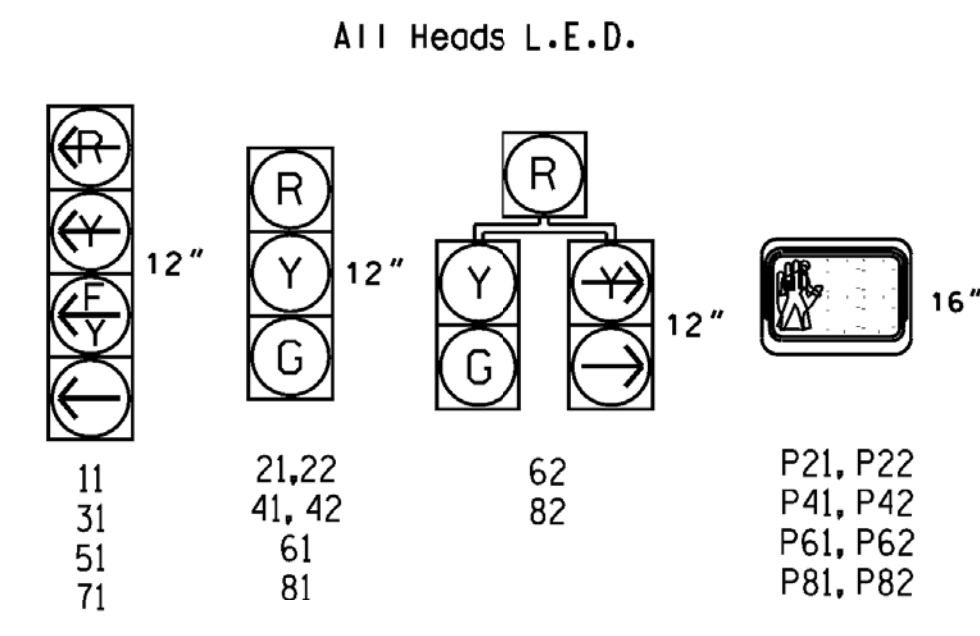 All Heads L.E.D.
R
Y
F
Y
12"
11
31
51
71
R
Y
G
12"
21,22
41, 42
61
81
R
Y
G
Y
12"
62
82
16"
P21, P22
P41, P42
P61, P62
P81, P82